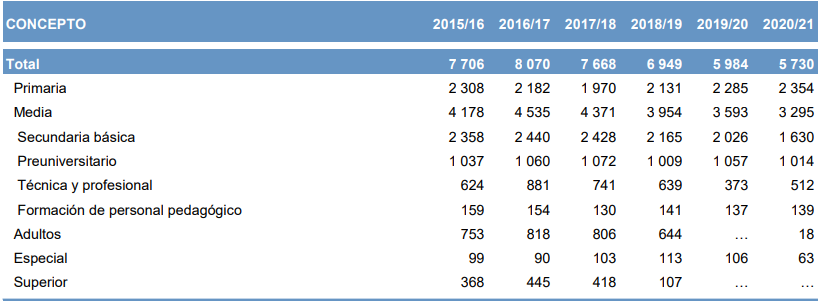 CONCEPTO 2015/16 2016/17 2017/18 2018/19 2019/20 2020/21
Total 7 706 8 070 7 668 6 949 5 984 5 730
Primaria 2 308 2 182 1 970 2 131 2 285 2 354
Media 4 178 4 535 4 371 3 954 3 593 3 295
Secundaria básica 2 358 2 440 2 428 2 165 2 026 1 630
Preuniversitario 1 037 1 060 1 072 1 009 1 057 1 014
Técnica y profesional 624 881 741 639 373 512
Formación de personal pedagógico 159 154 130 141 137 139
Adultos 753 818 806 644 … 18
Especial 99 90 103 113 106 63
Superior 368 445 418 107 … …